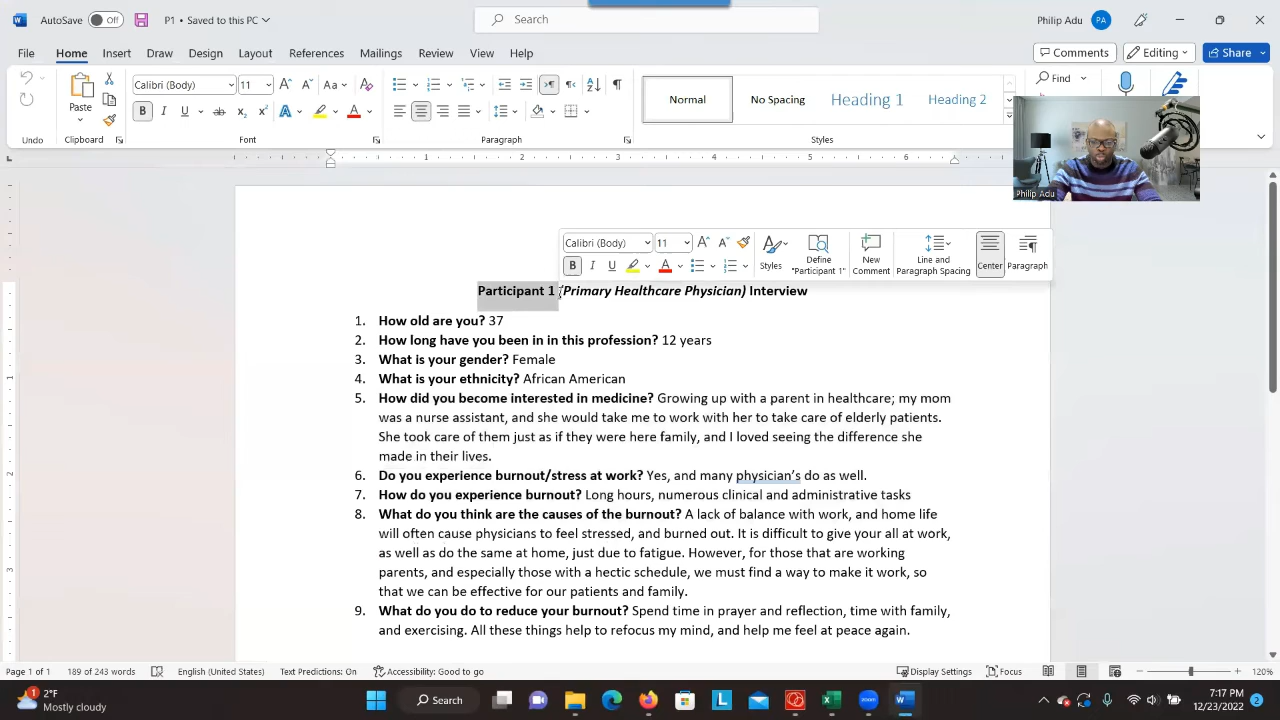 AutoSave Off P1 • Saved to this PC Search Philip Adu PA
File Home Insert Draw Design Layout References Mailings Review View Help Comments Editing Share
Calibri (Body) 11 Aa Normal No Spacing Heading 1 Heading 2 Find
Paste
B I U ab x₂ x² A A
Undo Clipboard Font Paragraph Styles
Philip Adu
1 2 3 4 5 6
Calibri (Body) 11 Styles Define "Participant 1" New Comment Line and Paragraph Spacing Center Paragraph
B I U A
Participant 1 (Primary Healthcare Physician) Interview
1. How old are you? 37
2. How long have you been in in this profession? 12 years
3. What is your gender? Female
4. What is your ethnicity? African American
5. How did you become interested in medicine? Growing up with a parent in healthcare; my mom
was a nurse assistant, and she would take me to work with her to take care of elderly patients.
She took care of them just as if they were here family, and I loved seeing the difference she
made in their lives.
6. Do you experience burnout/stress at work? Yes, and many physician's do as well.
7. How do you experience burnout? Long hours, numerous clinical and administrative tasks
8. What do you think are the causes of the burnout? A lack of balance with work, and home life
will often cause physicians to feel stressed, and burned out. It is difficult to give your all at work,
as well as do the same at home, just due to fatigue. However, for those that are working
parents, and especially those with a hectic schedule, we must find a way to make it work, so
that we can be effective for our patients and family.
9. What do you do to reduce your burnout? Spend time in prayer and reflection, time with family,
and exercising. All these things help to refocus my mind, and help me feel at peace again.
Page 1 of 1 189 of 243 words English (United States) Text Predictions: On Accessibility: Good to go Display Settings Focus 120%
2°F
Mostly cloudy
Search
7:17 PM
12/23/2022